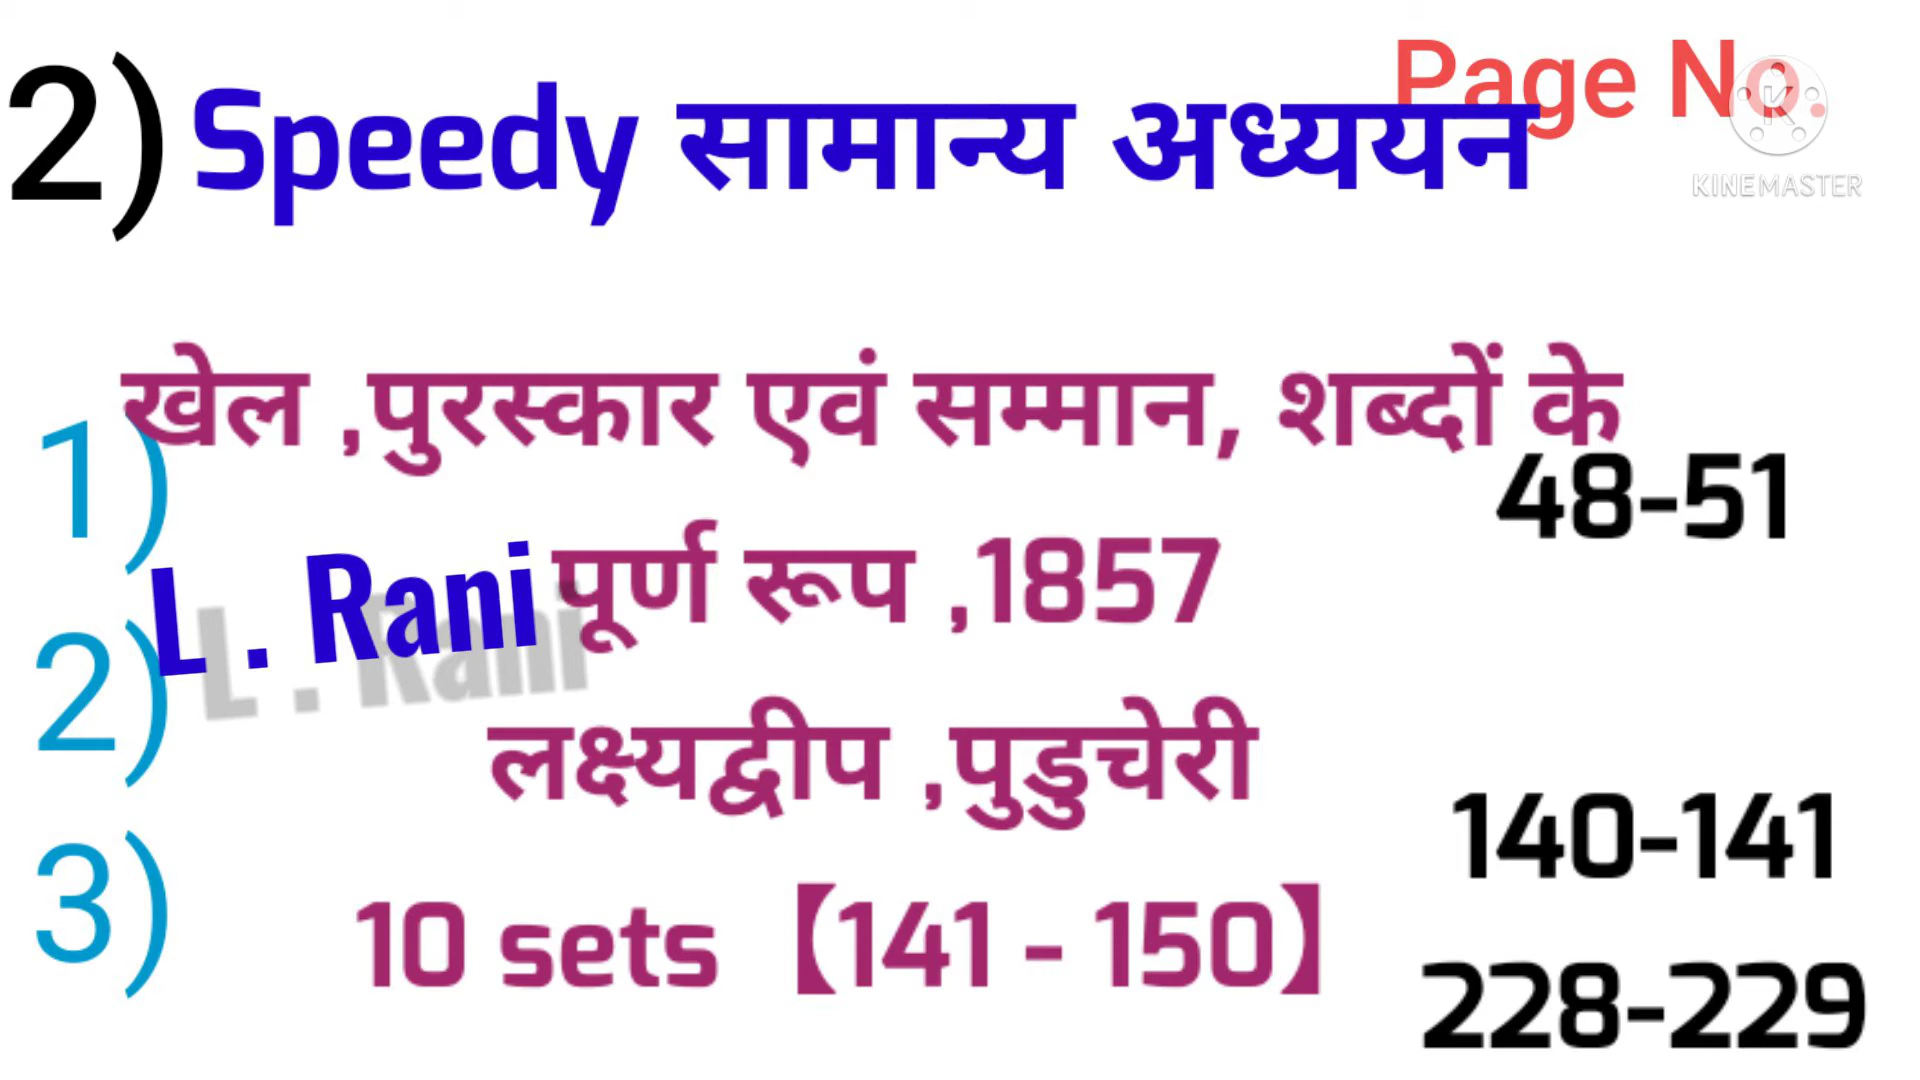 Page No.
2) Speedy सामान्य अध्ययन
KINEMASTER
खेल ,पुरस्कार एवं सम्मान, शब्दों के
1)
48-51
पूर्ण रूप ,1857
L . Rani
2)
लक्ष्यद्वीप ,पुडुचेरी
140-141
3)
10 sets【141 - 150】
228-229